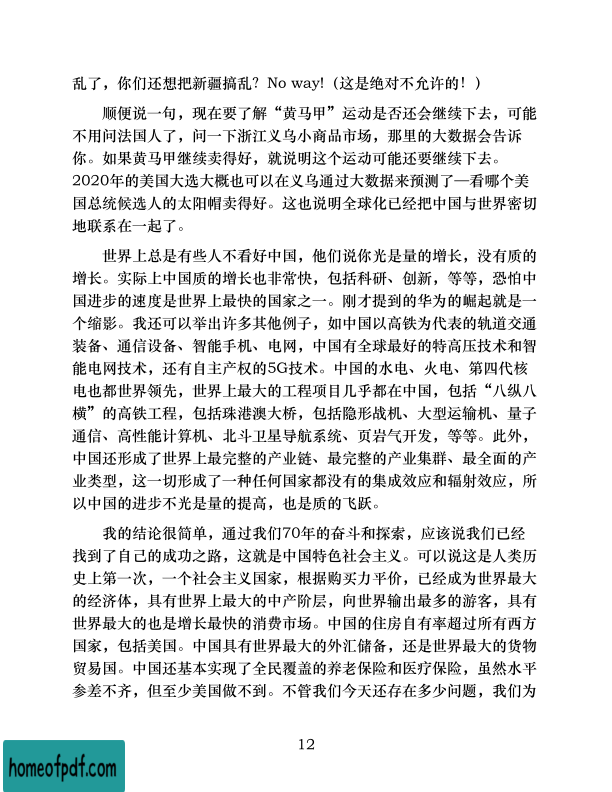 乱了，你们还想把新疆搞乱？No way!（这是绝对不允许的！）
顺便说一句，现在要了解“黄马甲”运动是否还会继续下去，可能
不用问法国人了，问一下浙江义乌小商品市场，那里的大数据会告诉
你。如果黄马甲继续卖得好，就说明这个运动可能还要继续下去。
2020年的美国大选大概也可以在义乌通过大数据来预测了—看哪个美
国总统候选人的太阳帽卖得好。这也说明全球化已经把中国与世界密切
地联系在一起了。
世界上总是有些人不看好中国，他们说你光是量的增长，没有质的
增长。实际上中国质的增长也非常快，包括科研、创新，等等，恐怕中
国进步的速度是世界上最快的国家之一。刚才提到的华为的崛起就是一
个缩影。我还可以举出许多其他例子，如中国以高铁为代表的轨道交通
装备、通信设备、智能手机、电网，中国有全球最好的特高压技术和智
能电网技术，还有自主产权的5G技术。中国的水电、火电、第四代核
电也都世界领先，世界上最大的工程项目几乎都在中国，包括“八纵八
横”的高铁工程，包括珠港澳大桥，包括隐形战机、大型运输机、量子
通信、高性能计算机、北斗卫星导航系统、页岩气开发，等等。此外，
中国还形成了世界上最完整的产业链、最完整的产业集群、最全面的产
业类型，这一切形成了一种任何国家都没有的集成效应和辐射效应，所
以中国的进步不光是量的提高，也是质的飞跃。
我的结论很简单，通过我们70年的奋斗和探索，应该说我们已经
找到了自己的成功之路，这就是中国特色社会主义。可以说这是人类历
史上第一次，一个社会主义国家，根据购买力平价，已经成为世界最大
的经济体，具有世界上最大的中产阶层，向世界输出最多的游客，具有
世界最大的也是增长最快的消费市场。中国的住房自有率超过所有西方
国家，包括美国。中国具有世界最大的外汇储备，还是世界最大的货物
贸易国。中国还基本实现了全民覆盖的养老保险和医疗保险，虽然水平
参差不齐，但至少美国做不到。不管我们今天还存在多少问题，我们为
12
homeofpdf.com